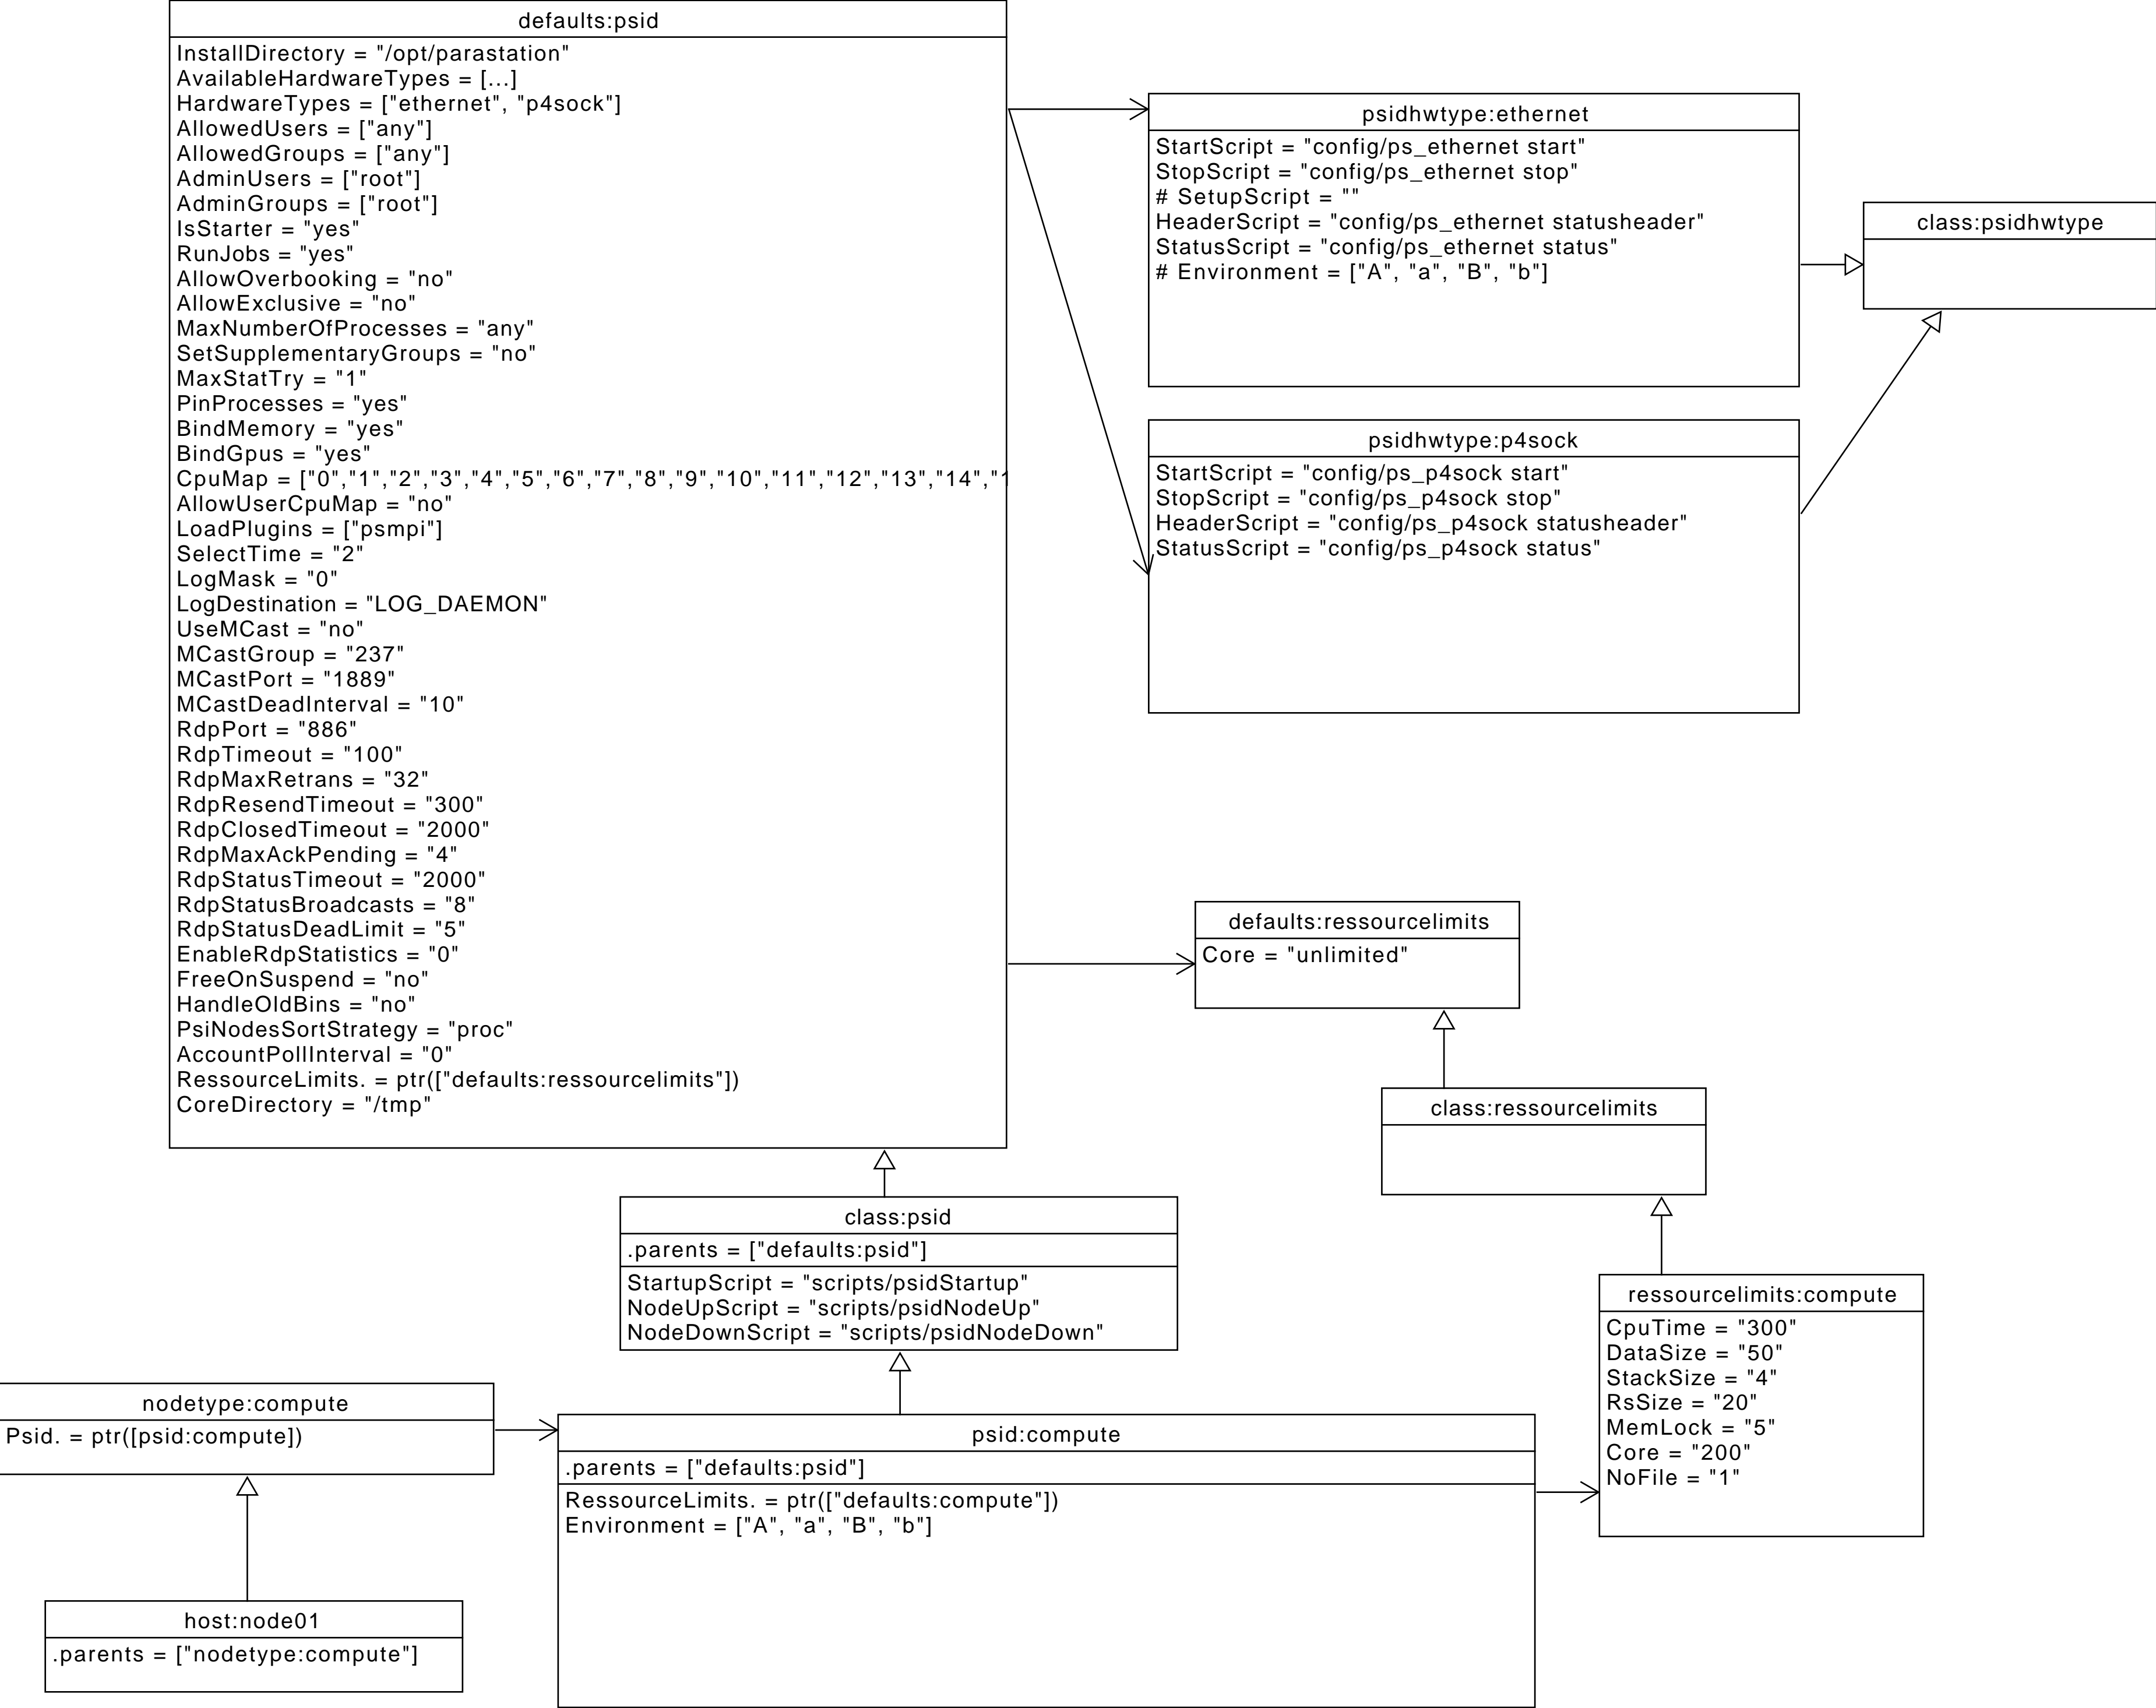 defaults:psid
InstallDirectory = "/opt/parastation"
AvailableHardwareTypes = [...]
HardwareTypes = ["ethernet", "p4sock"]
AllowedUsers = ["any"]
AllowedGroups = ["any"]
AdminUsers = ["root"]
AdminGroups = ["root"]
IsStarter = "yes"
RunJobs = "yes"
AllowOverbooking = "no"
AllowExclusive = "no"
MaxNumberOfProcesses = "any"
SetSupplementaryGroups = "no"
MaxStatTry = "1"
PinProcesses = "yes"
BindMemory = "yes"
BindGpus = "yes"
CpuMap = ["0","1","2","3","4","5","6","7","8","9","10","11","12","13","14","1
AllowUserCpuMap = "no"
LoadPlugins = ["psmpi"]
SelectTime = "2"
LogMask = "0"
LogDestination = "LOG_DAEMON"
UseMCast = "no"
MCastGroup = "237"
MCastPort = "1889"
MCastDeadInterval = "10"
RdpPort = "886"
RdpTimeout = "100"
RdpMaxRetrans = "32"
RdpResendTimeout = "300"
RdpClosedTimeout = "2000"
RdpMaxAckPending = "4"
RdpStatusTimeout = "2000"
RdpStatusBroadcasts = "8"
RdpStatusDeadLimit = "5"
EnableRdpStatistics = "0"
FreeOnSuspend = "no"
HandleOldBins = "no"
PsiNodesSortStrategy = "proc"
AccountPollInterval = "0"
RessourceLimits. = ptr(["defaults:ressourcelimits"])
CoreDirectory = "/tmp"
psidhwtype:ethernet
StartScript = "config/ps_ethernet start"
StopScript = "config/ps_ethernet stop"
# SetupScript = ""
HeaderScript = "config/ps_ethernet statusheader"
StatusScript = "config/ps_ethernet status"
# Environment = ["A", "a", "B", "b"]
class:psidhwtype
psidhwtype:p4sock
StartScript = "config/ps_p4sock start"
StopScript = "config/ps_p4sock stop"
HeaderScript = "config/ps_p4sock statusheader"
StatusScript = "config/ps_p4sock status"
defaults:ressourcelimits
Core = "unlimited"
class:ressourcelimits
class:psid
.parents = ["defaults:psid"]
StartupScript = "scripts/psidStartup"
NodeUpScript = "scripts/psidNodeUp"
NodeDownScript = "scripts/psidNodeDown"
ressourcelimits:compute
CpuTime = "300"
DataSize = "50"
StackSize = "4"
RsSize = "20"
MemLock = "5"
Core = "200"
NoFile = "1"
nodetype:compute
Psid. = ptr([psid:compute])
psid:compute
.parents = ["defaults:psid"]
RessourceLimits. = ptr(["defaults:compute"])
Environment = ["A", "a", "B", "b"]
host:node01
.parents = ["nodetype:compute"]